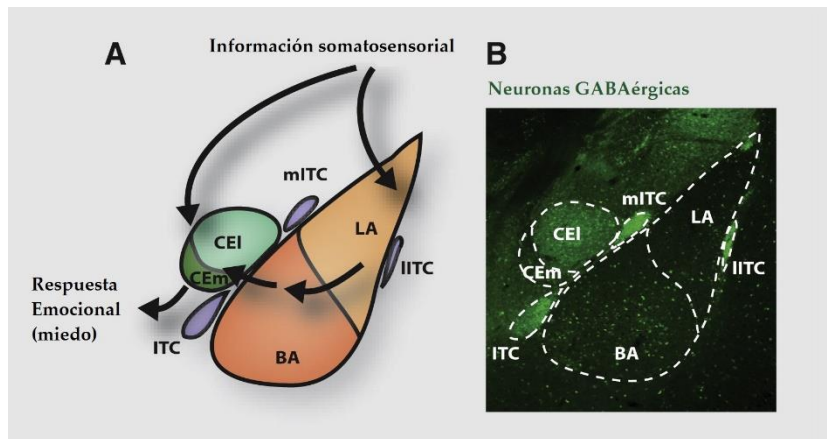 A
Información somatosensorial
mITC
CEl
LA
CEm
lITC
Respuesta
Emocional
(miedo)
ITC
BA
B
Neuronas GABAérgicas
mITC
LA
CEl
lITC
CEm
ITC
BA